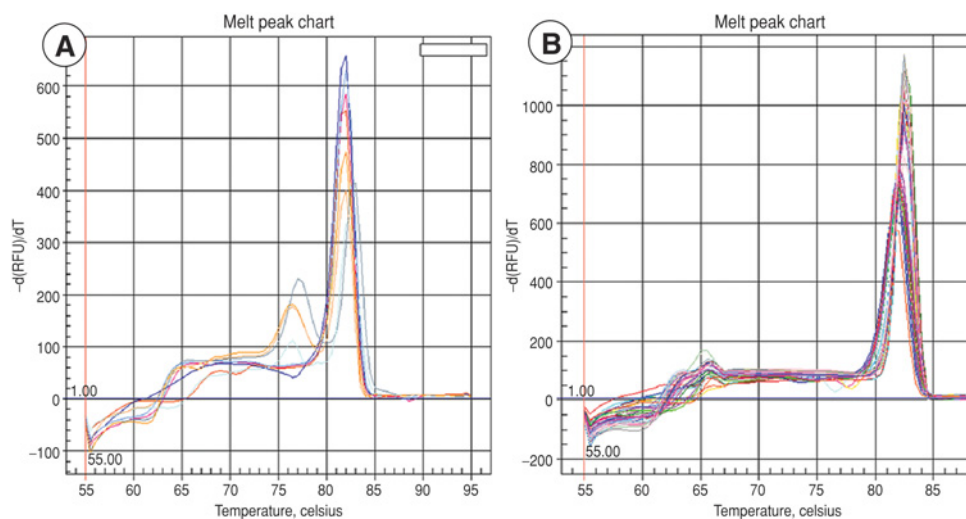 A
Melt peak chart
–d(RFU)/dT
600
500
400
300
200
100
0
–100
1.00
55.00
55 60 65 70 75 80 85 90 95
Temperature, celsius
B
Melt peak chart
–d(RFU)/dT
1000
800
600
400
200
0
–200
1.00
55.00
55 60 65 70 75 80 85
Temperature, celsius